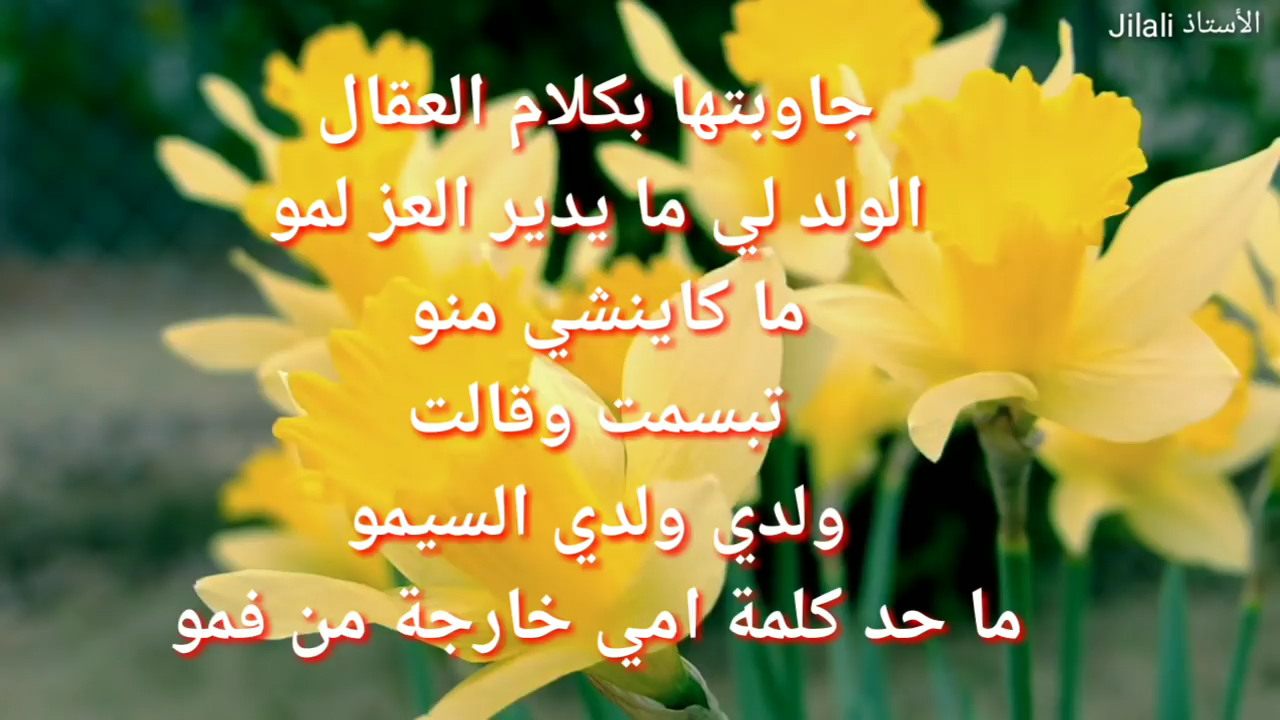 الأستاذ Jilali
جاوبتها بكلام العقال
الولد لي ما يدير العز لمو
ما كاينشي منو
تبسمت وقالت
ولدي ولدي السيمو
ما حد كلمة امي خارجة من فمو